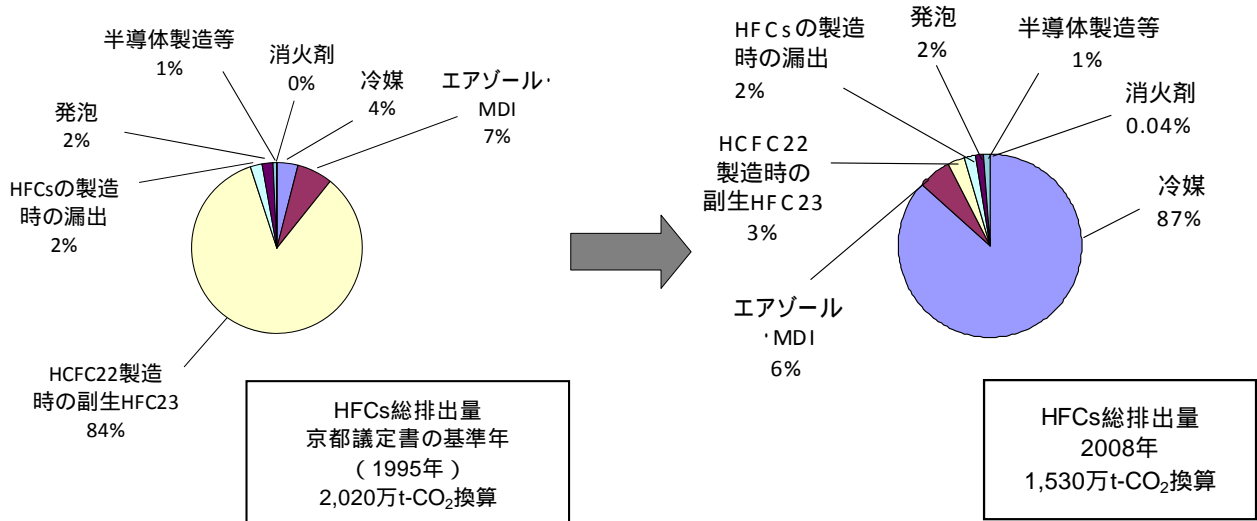 半導体製造等
1%
消火剤
0%
冷媒
4%
エアゾール・
MDI
7%
発泡
2%
HFCsの製造
時の漏出
2%
HCFC22製造
時の副生HFC23
84%
HFCs総排出量
京都議定書の基準年
(1995年)
2,020万t-CO₂換算
HFCsの製造
時の漏出
2%
発泡
2%
半導体製造等
1%
消火剤
0.04%
HCFC22
製造時の
副生HFC23
3%
冷媒
87%
エアゾール
・MDI
6%
HFCs総排出量
2008年
1,530万t-CO₂換算